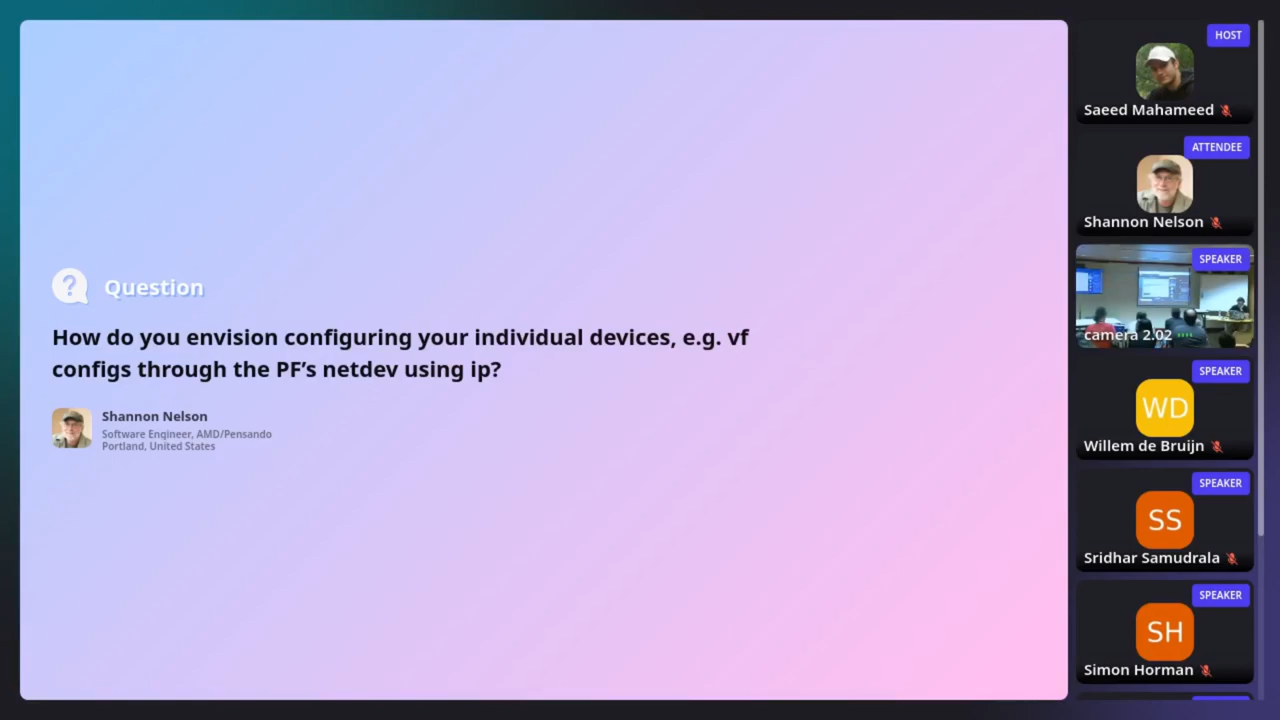 Question
How do you envision configuring your individual devices, e.g. vf
configs through the PF’s netdev using ip?
Shannon Nelson
Software Engineer, AMD/Pensando
Portland, United States
HOST
Saeed Mahameed
ATTENDEE
Shannon Nelson
SPEAKER
camera 2.02
SPEAKER
WD
Willem de Bruijn
SPEAKER
SS
Sridhar Samudrala
SPEAKER
SH
Simon Horman